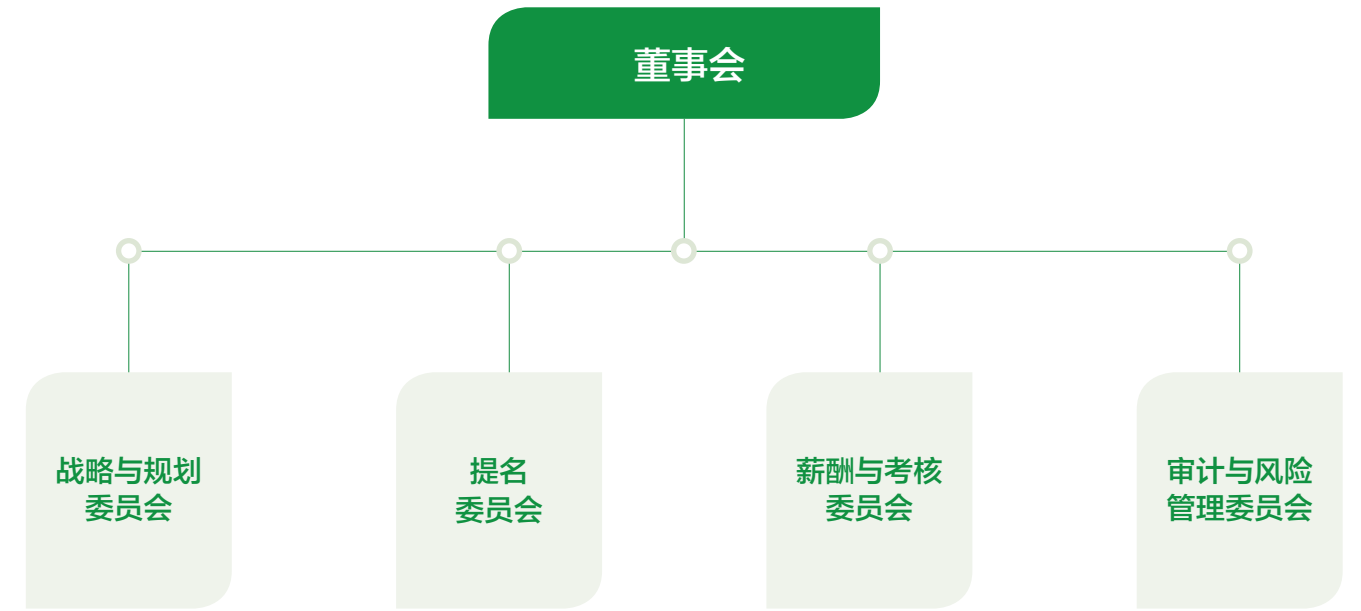 董事会
战略与规划
委员会
提名
委员会
薪酬与考核
委员会
审计与风险
管理委员会